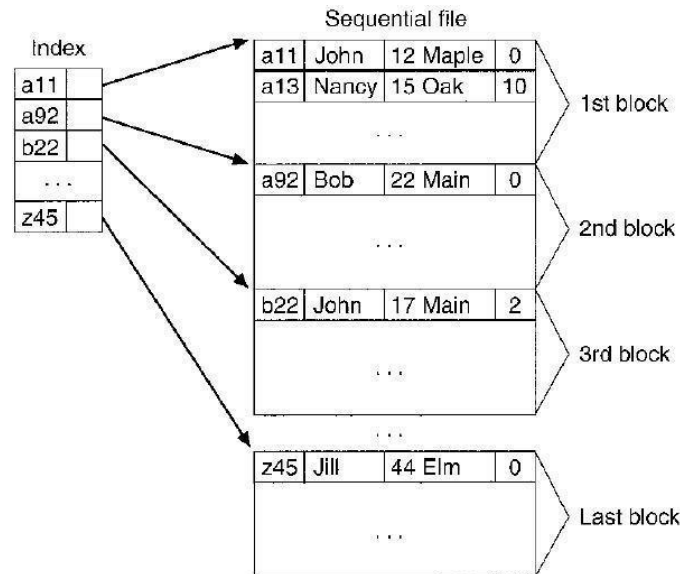 Sequential file
Index
a11 John 12 Maple 0
a13 Nancy 15 Oak 10
. . .
1st block
a92 Bob 22 Main 0
. . .
2nd block
b22 John 17 Main 2
. . .
3rd block
. . .
z45 Jill 44 Elm 0
. . .
Last block
a11
a92
b22
. . .
z45